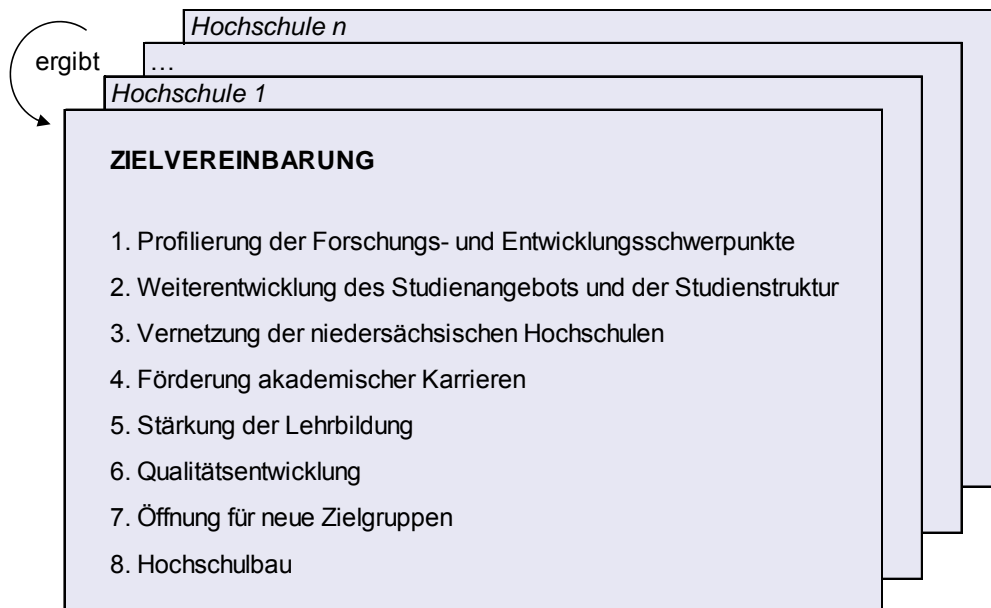 Hochschule n
ergibt
…
Hochschule 1
ZIELVEREINBARUNG
1. Profilierung der Forschungs- und Entwicklungsschwerpunkte
2. Weiterentwicklung des Studienangebots und der Studienstruktur
3. Vernetzung der niedersächsischen Hochschulen
4. Förderung akademischer Karrieren
5. Stärkung der Lehrbildung
6. Qualitätsentwicklung
7. Öffnung für neue Zielgruppen
8. Hochschulbau